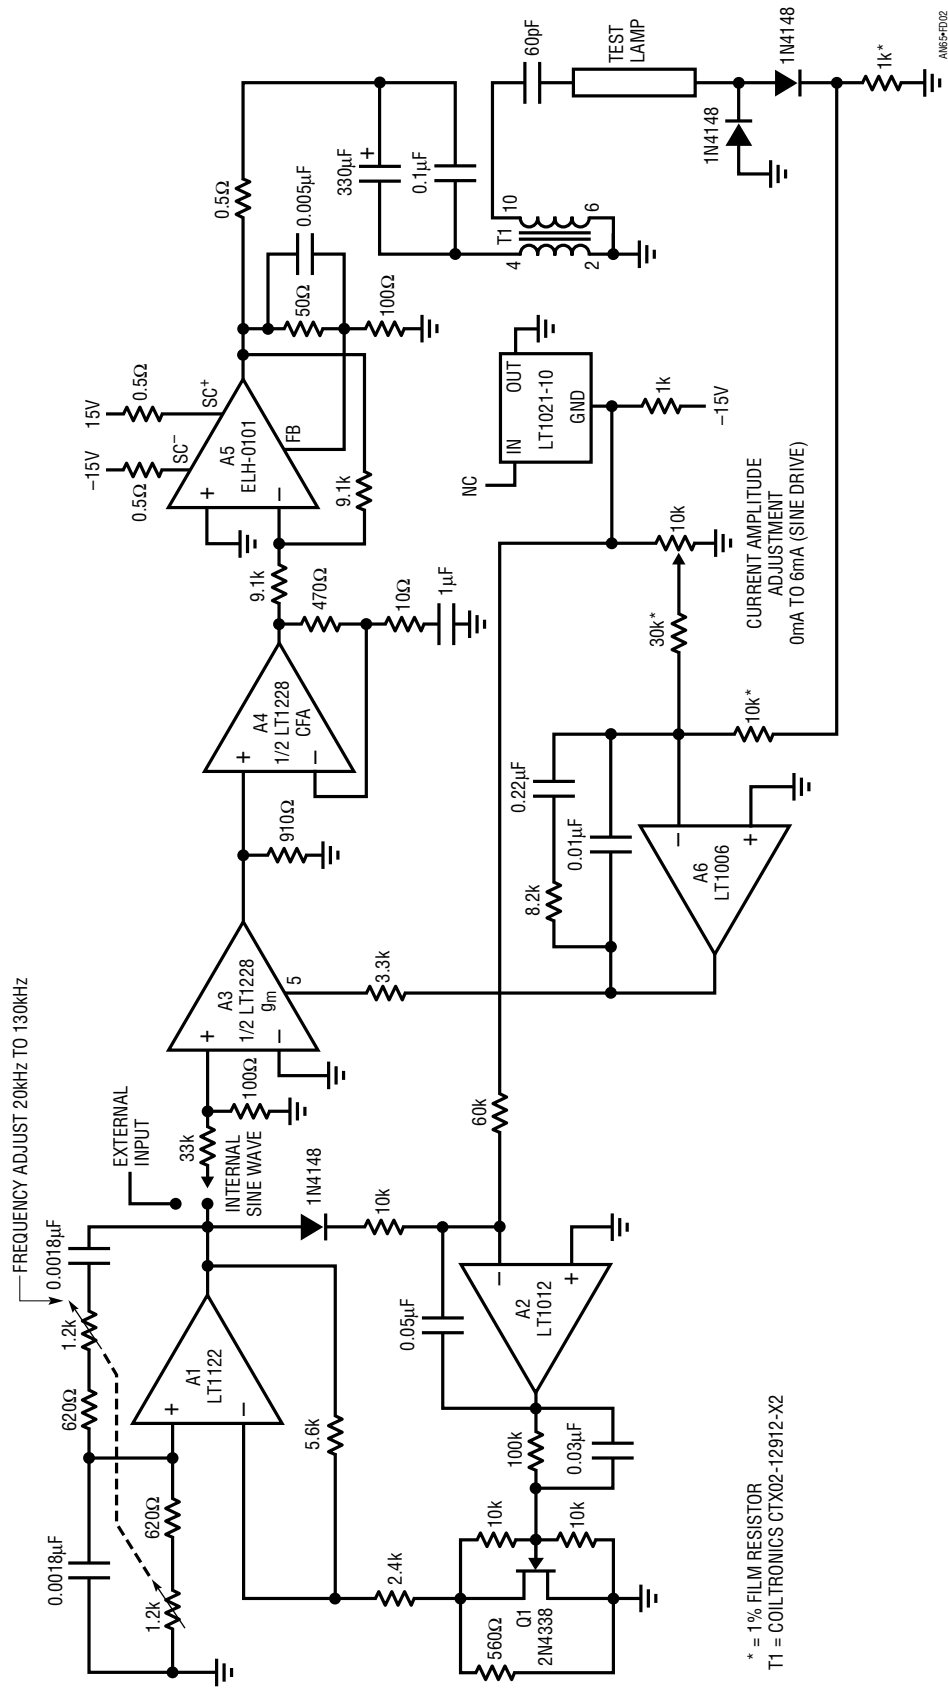 FREQUENCY ADJUST 20kHz TO 130kHz
0.0018µF
1.2k
620Ω
0.0018µF
620Ω
1.2k
+
–
A1
LT1122
5.6k
2.4k
560Ω
Q1
2N4338
10k
10k
100k
0.03µF
A2
LT1012
–
+
0.05µF
10k
1N4148
EXTERNAL
INPUT
INTERNAL
SINE WAVE
33k
100Ω
60k
A3
1/2 LT1228
gm
+
–
5
3.3k
910Ω
A4
1/2 LT1228
CFA
+
–
470Ω
10Ω
1µF
9.1k
9.1k
A5
ELH-0101
+
–
FB
SC–
SC+
–15V
15V
0.5Ω
0.5Ω
50Ω
0.005µF
100Ω
0.5Ω
330µF
+
0.1µF
T1
4
2
10
6
60pF
TEST
LAMP
1N4148
1N4148
1k*
NC
IN
OUT
LT1021-10
GND
1k
–15V
10k
30k*
CURRENT AMPLITUDE
ADJUSTMENT
0mA TO 6mA (SINE DRIVE)
10k*
0.22µF
0.01µF
8.2k
A6
LT1006
–
+
* = 1% FILM RESISTOR
T1 = COILTRONICS CTX02-12912-X2
AN65•FD02